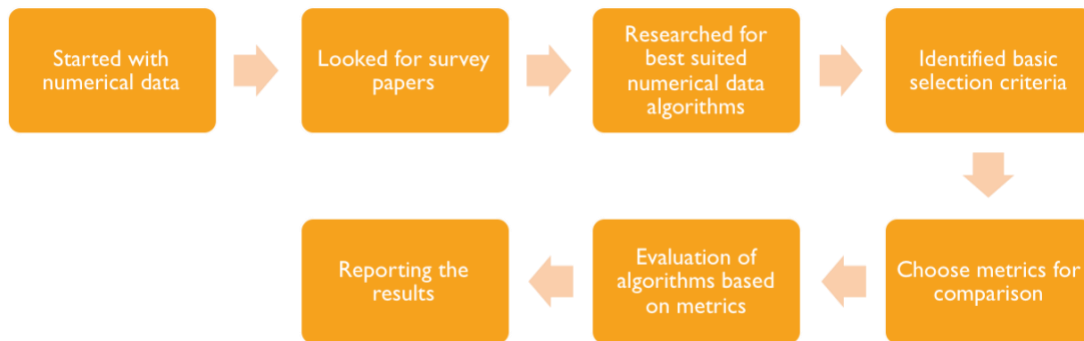 Started with
numerical data
Looked for survey
papers
Researched for
best suited
numerical data
algorithms
Identified basic
selection criteria
Choose metrics for
comparison
Evaluation of
algorithms based
on metrics
Reporting the
results